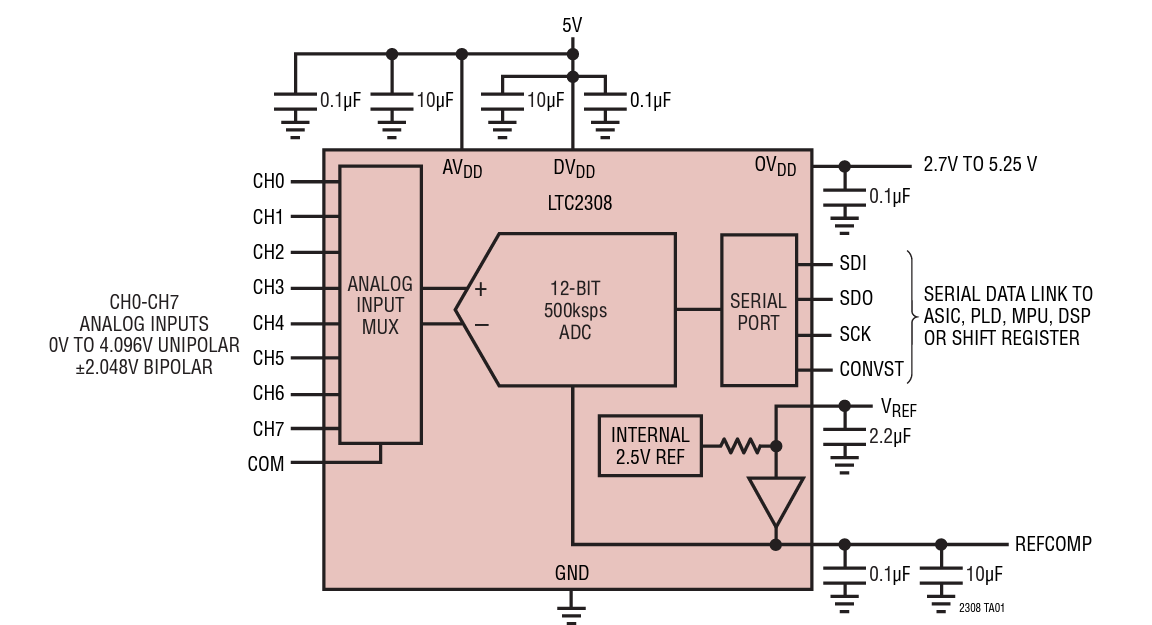 5V
0.1µF
10µF
10µF
0.1µF
AVDD
DVDD
OVDD
2.7V TO 5.25 V
0.1µF
LTC2308
CH0
CH1
CH2
CH3
CH4
CH5
CH6
CH7
COM
CH0-CH7
ANALOG INPUTS
0V TO 4.096V UNIPOLAR
±2.048V BIPOLAR
ANALOG
INPUT
MUX
+
–
12-BIT
500ksps
ADC
SERIAL
PORT
SDI
SDO
SCK
CONVST
SERIAL DATA LINK TO
ASIC, PLD, MPU, DSP
OR SHIFT REGISTER
VREF
2.2µF
INTERNAL
2.5V REF
REFCOMP
0.1µF
10µF
GND
2308 TA01